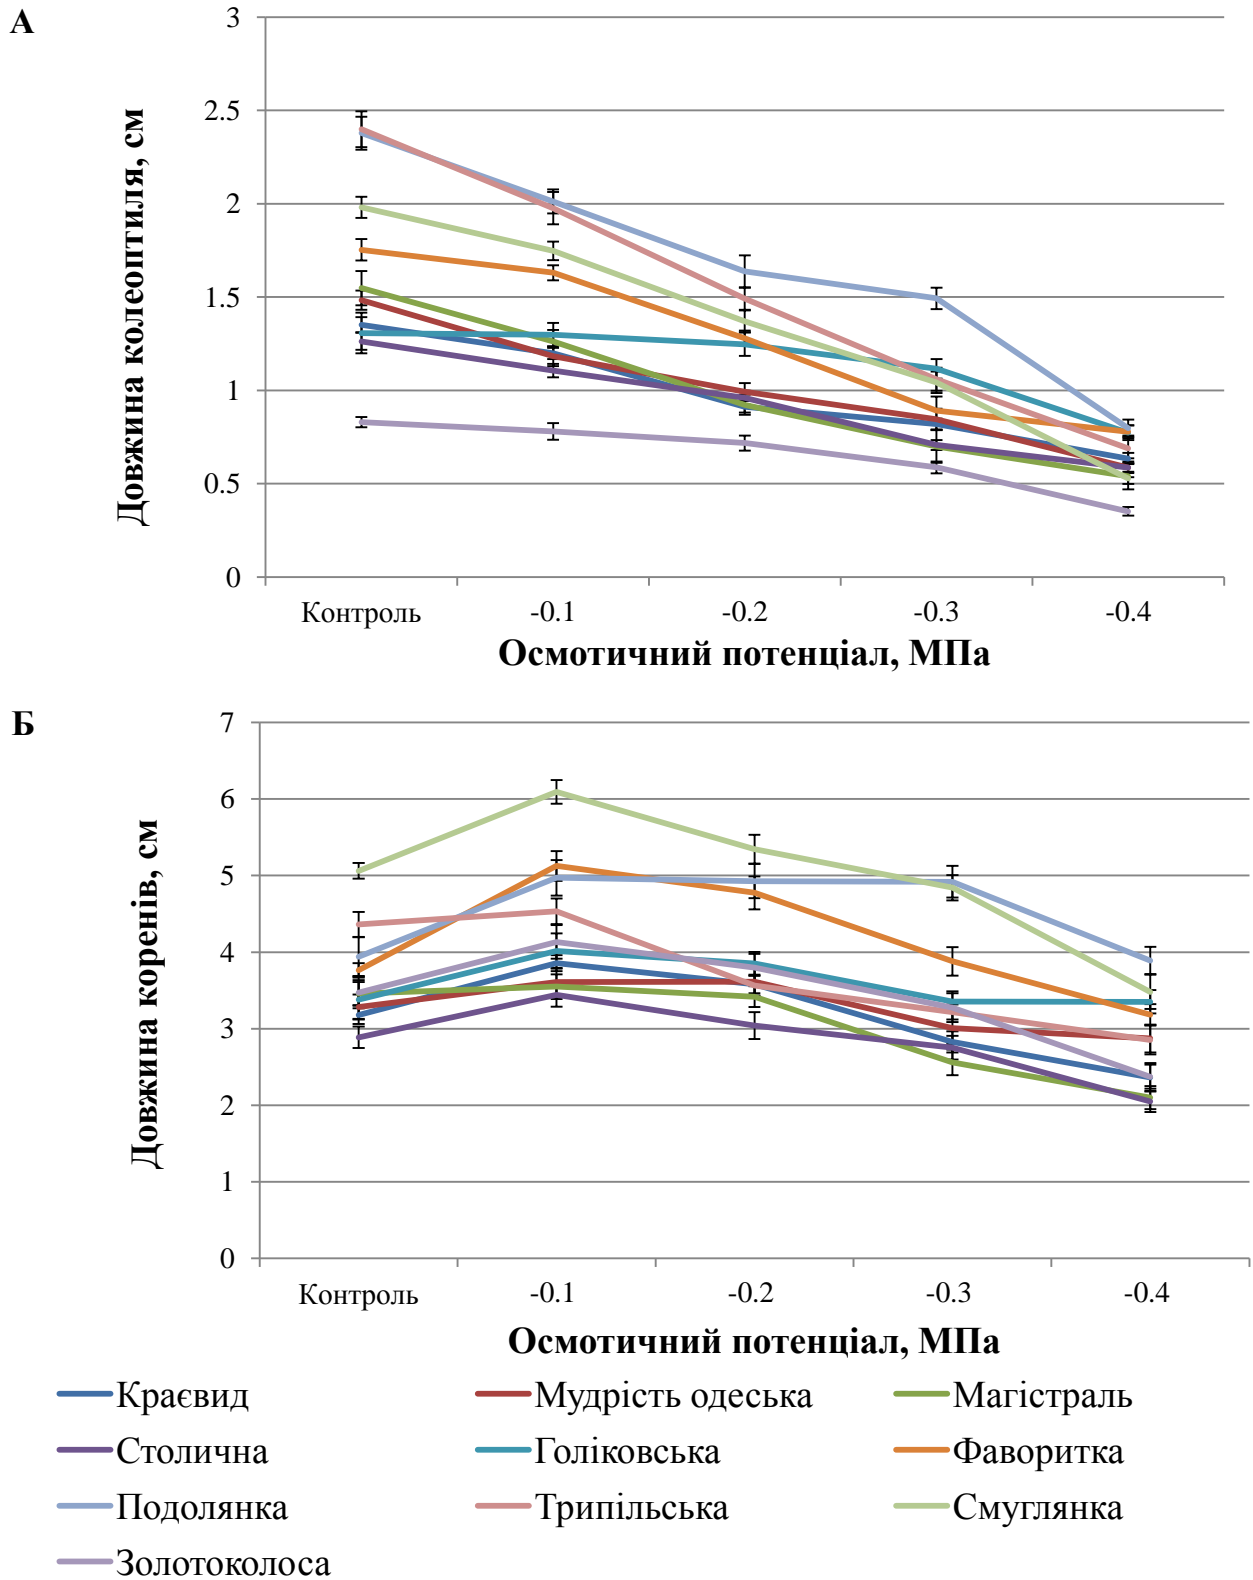 А
3
2.5
2
1.5
1
0.5
0
Довжина колеоптиля, см
Контроль -0.1 -0.2 -0.3 -0.4
Осмотичний потенціал, МПа
Б
7
6
5
4
3
2
1
0
Довжина коренів, см
Контроль -0.1 -0.2 -0.3 -0.4
Осмотичний потенціал, МПа
Краєвид Мудрість одеська Магістраль
Столична Голіковська Фаворитка
Подолянка Трипільська Смуглянка
Золотоколоса